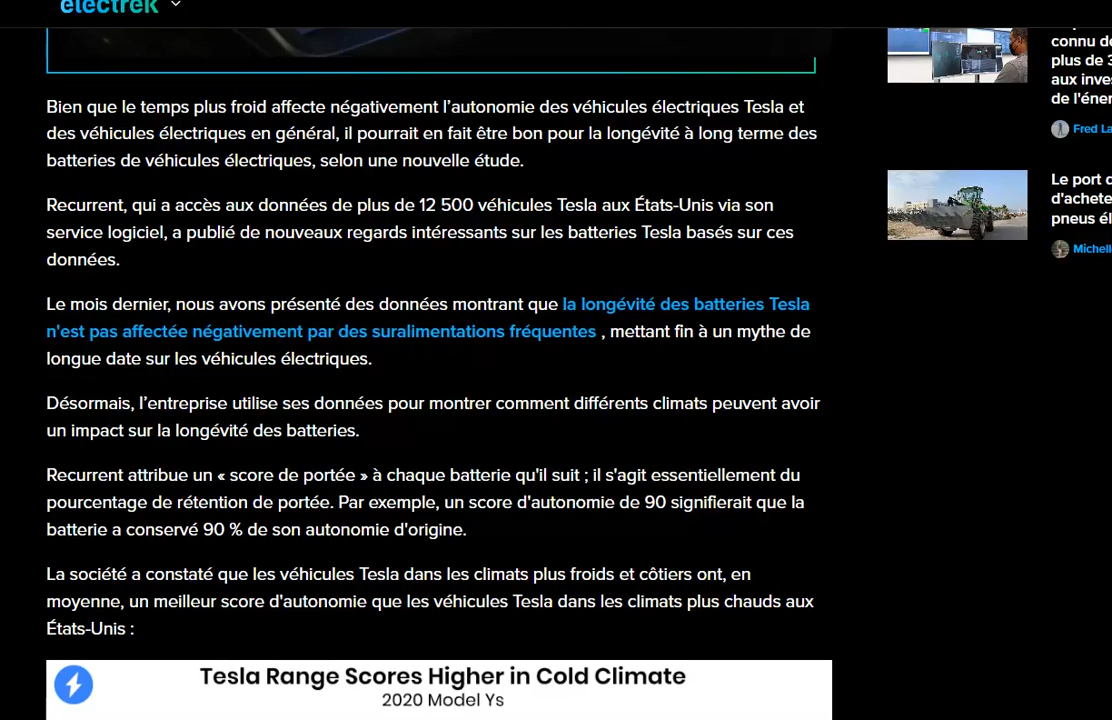 electrek
Bien que le temps plus froid affecte négativement l'autonomie des véhicules électriques Tesla et
des véhicules électriques en général, il pourrait en fait être bon pour la longévité à long terme des
batteries de véhicules électriques, selon une nouvelle étude.
Recurrent, qui a accès aux données de plus de 12 500 véhicules Tesla aux États-Unis via son
service logiciel, a publié de nouveaux regards intéressants sur les batteries Tesla basés sur ces
données.
Le mois dernier, nous avons présenté des données montrant que la longévité des batteries Tesla
n'est pas affectée négativement par des suralimentations fréquentes , mettant fin à un mythe de
longue date sur les véhicules électriques.
Désormais, l'entreprise utilise ses données pour montrer comment différents climats peuvent avoir
un impact sur la longévité des batteries.
Recurrent attribue un « score de portée » à chaque batterie qu'il suit ; il s'agit essentiellement du
pourcentage de rétention de portée. Par exemple, un score d'autonomie de 90 signifierait que la
batterie a conservé 90 % de son autonomie d'origine.
La société a constaté que les véhicules Tesla dans les climats plus froids et côtiers ont, en
moyenne, un meilleur score d'autonomie que les véhicules Tesla dans les climats plus chauds aux
États-Unis :
Tesla Range Scores Higher in Cold Climate
2020 Model Ys
connu de
plus de 3
aux inves
de l'éner
Fred La
Le port d
d'achete
pneus él
Michell